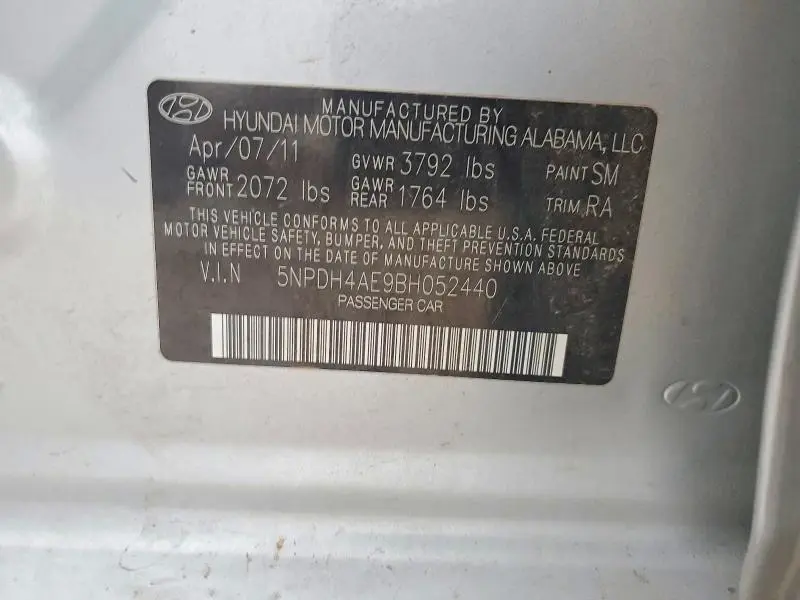 MANUFACTURED BY
HYUNDAI MOTOR MANUFACTURING ALABAMA, LLC
Apr/07/11 GVWR 3792 lbs PAINT SM
GAWR FRONT 2072 lbs GAWR REAR 1764 lbs TRIM RA
THIS VEHICLE CONFORMS TO ALL APPLICABLE U.S.A. FEDERAL
MOTOR VEHICLE SAFETY, BUMPER, AND THEFT PREVENTION STANDARDS
IN EFFECT ON THE DATE OF MANUFACTURE SHOWN ABOVE.
V.I.N 5NPDH4AE9BH052440
PASSENGER CAR